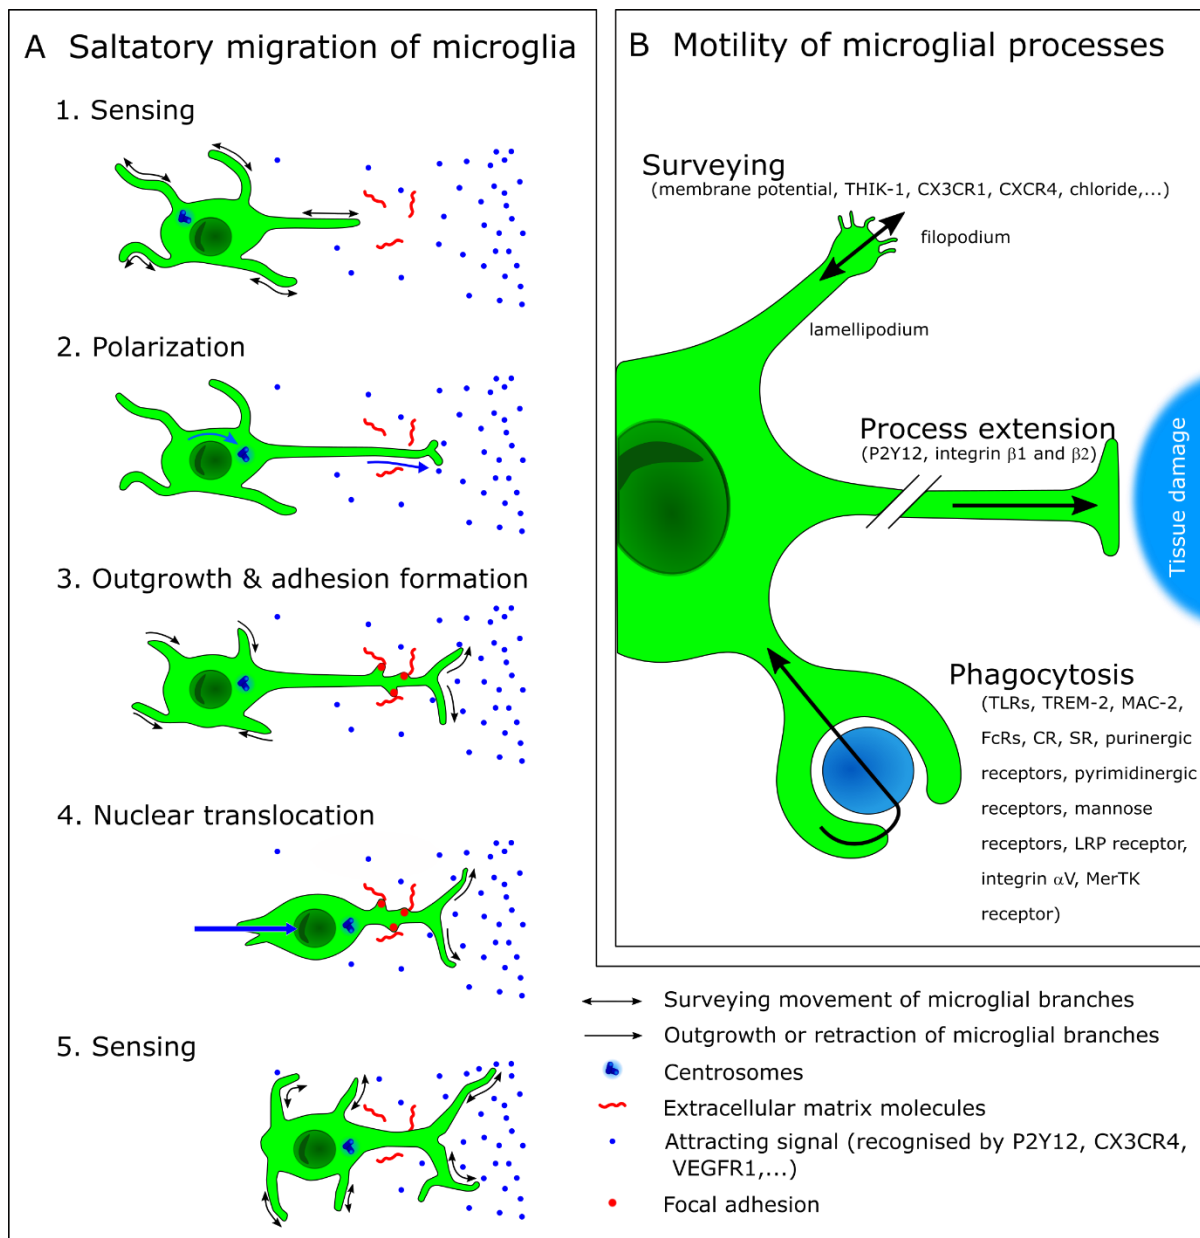 A Saltatory migration of microglia
1. Sensing
2. Polarization
3. Outgrowth & adhesion formation
4. Nuclear translocation
5. Sensing
B Motility of microglial processes
Surveying
(membrane potential, THIK-1, CX3CR1, CXCR4, chloride,...)
filopodium
lamellipodium
Process extension
(P2Y12, integrin β1 and β2)
Tissue damage
Phagocytosis
(TLRs, TREM-2, MAC-2,
FcRs, CR, SR, purinergic
receptors, pyrimidinergic
receptors, mannose
receptors, LRP receptor,
integrin αV, MerTK
receptor)
Surveying movement of microglial branches
Outgrowth or retraction of microglial branches
Centrosomes
Extracellular matrix molecules
Attracting signal (recognised by P2Y12, CX3CR4,
VEGFR1,...)
Focal adhesion